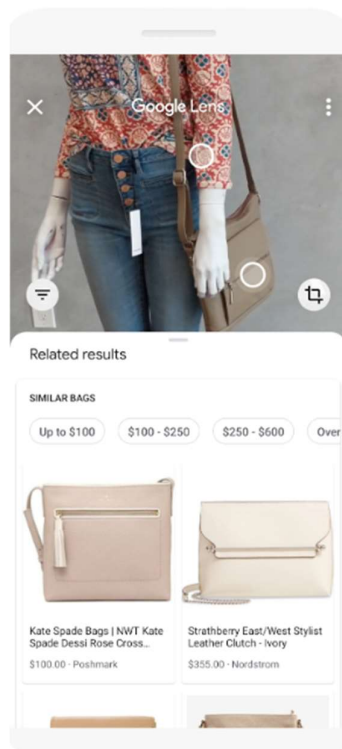 Google Lens
Related results
SIMILAR BAGS
Up to $100
$100 - $250
$250 - $600
Over
Kate Spade Bags | NWT Kate
Spade Dessi Rose Cross...
$100.00 · Poshmark
Strathberry East/West Stylist
Leather Clutch - Ivory
$355.00 · Nordstrom